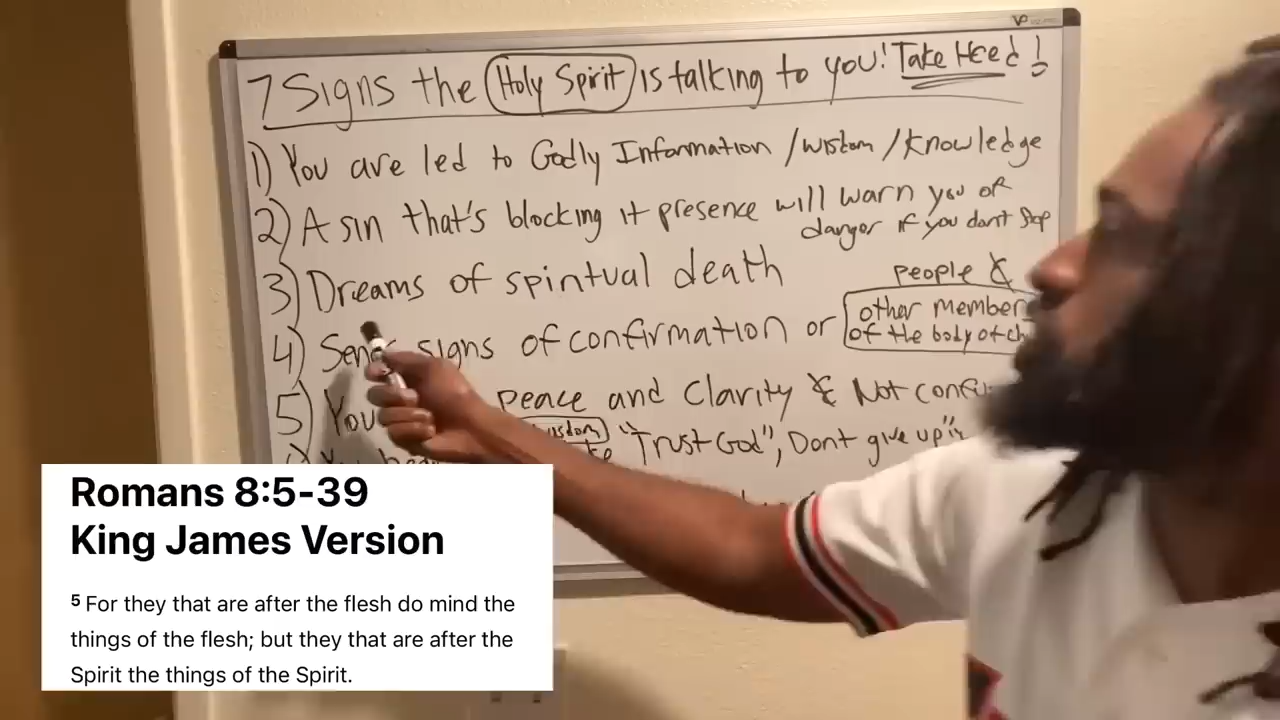 7 Signs the Holy Spirit is talking to you! Take Heed!
1) You are led to Godly Information /wisdom /Knowledge
2) A sin that's blocking it presence will warn you of
danger if you dont stop
3) Dreams of spiritual death
people &
4) signs of confirmation or other member
of the body of
5) You peace and Clarity & Not
wisdom "Trust God", Dont give up
Romans 8:5-39
King James Version
5 For they that are after the flesh do mind the
things of the flesh; but they that are after the
Spirit the things of the Spirit.